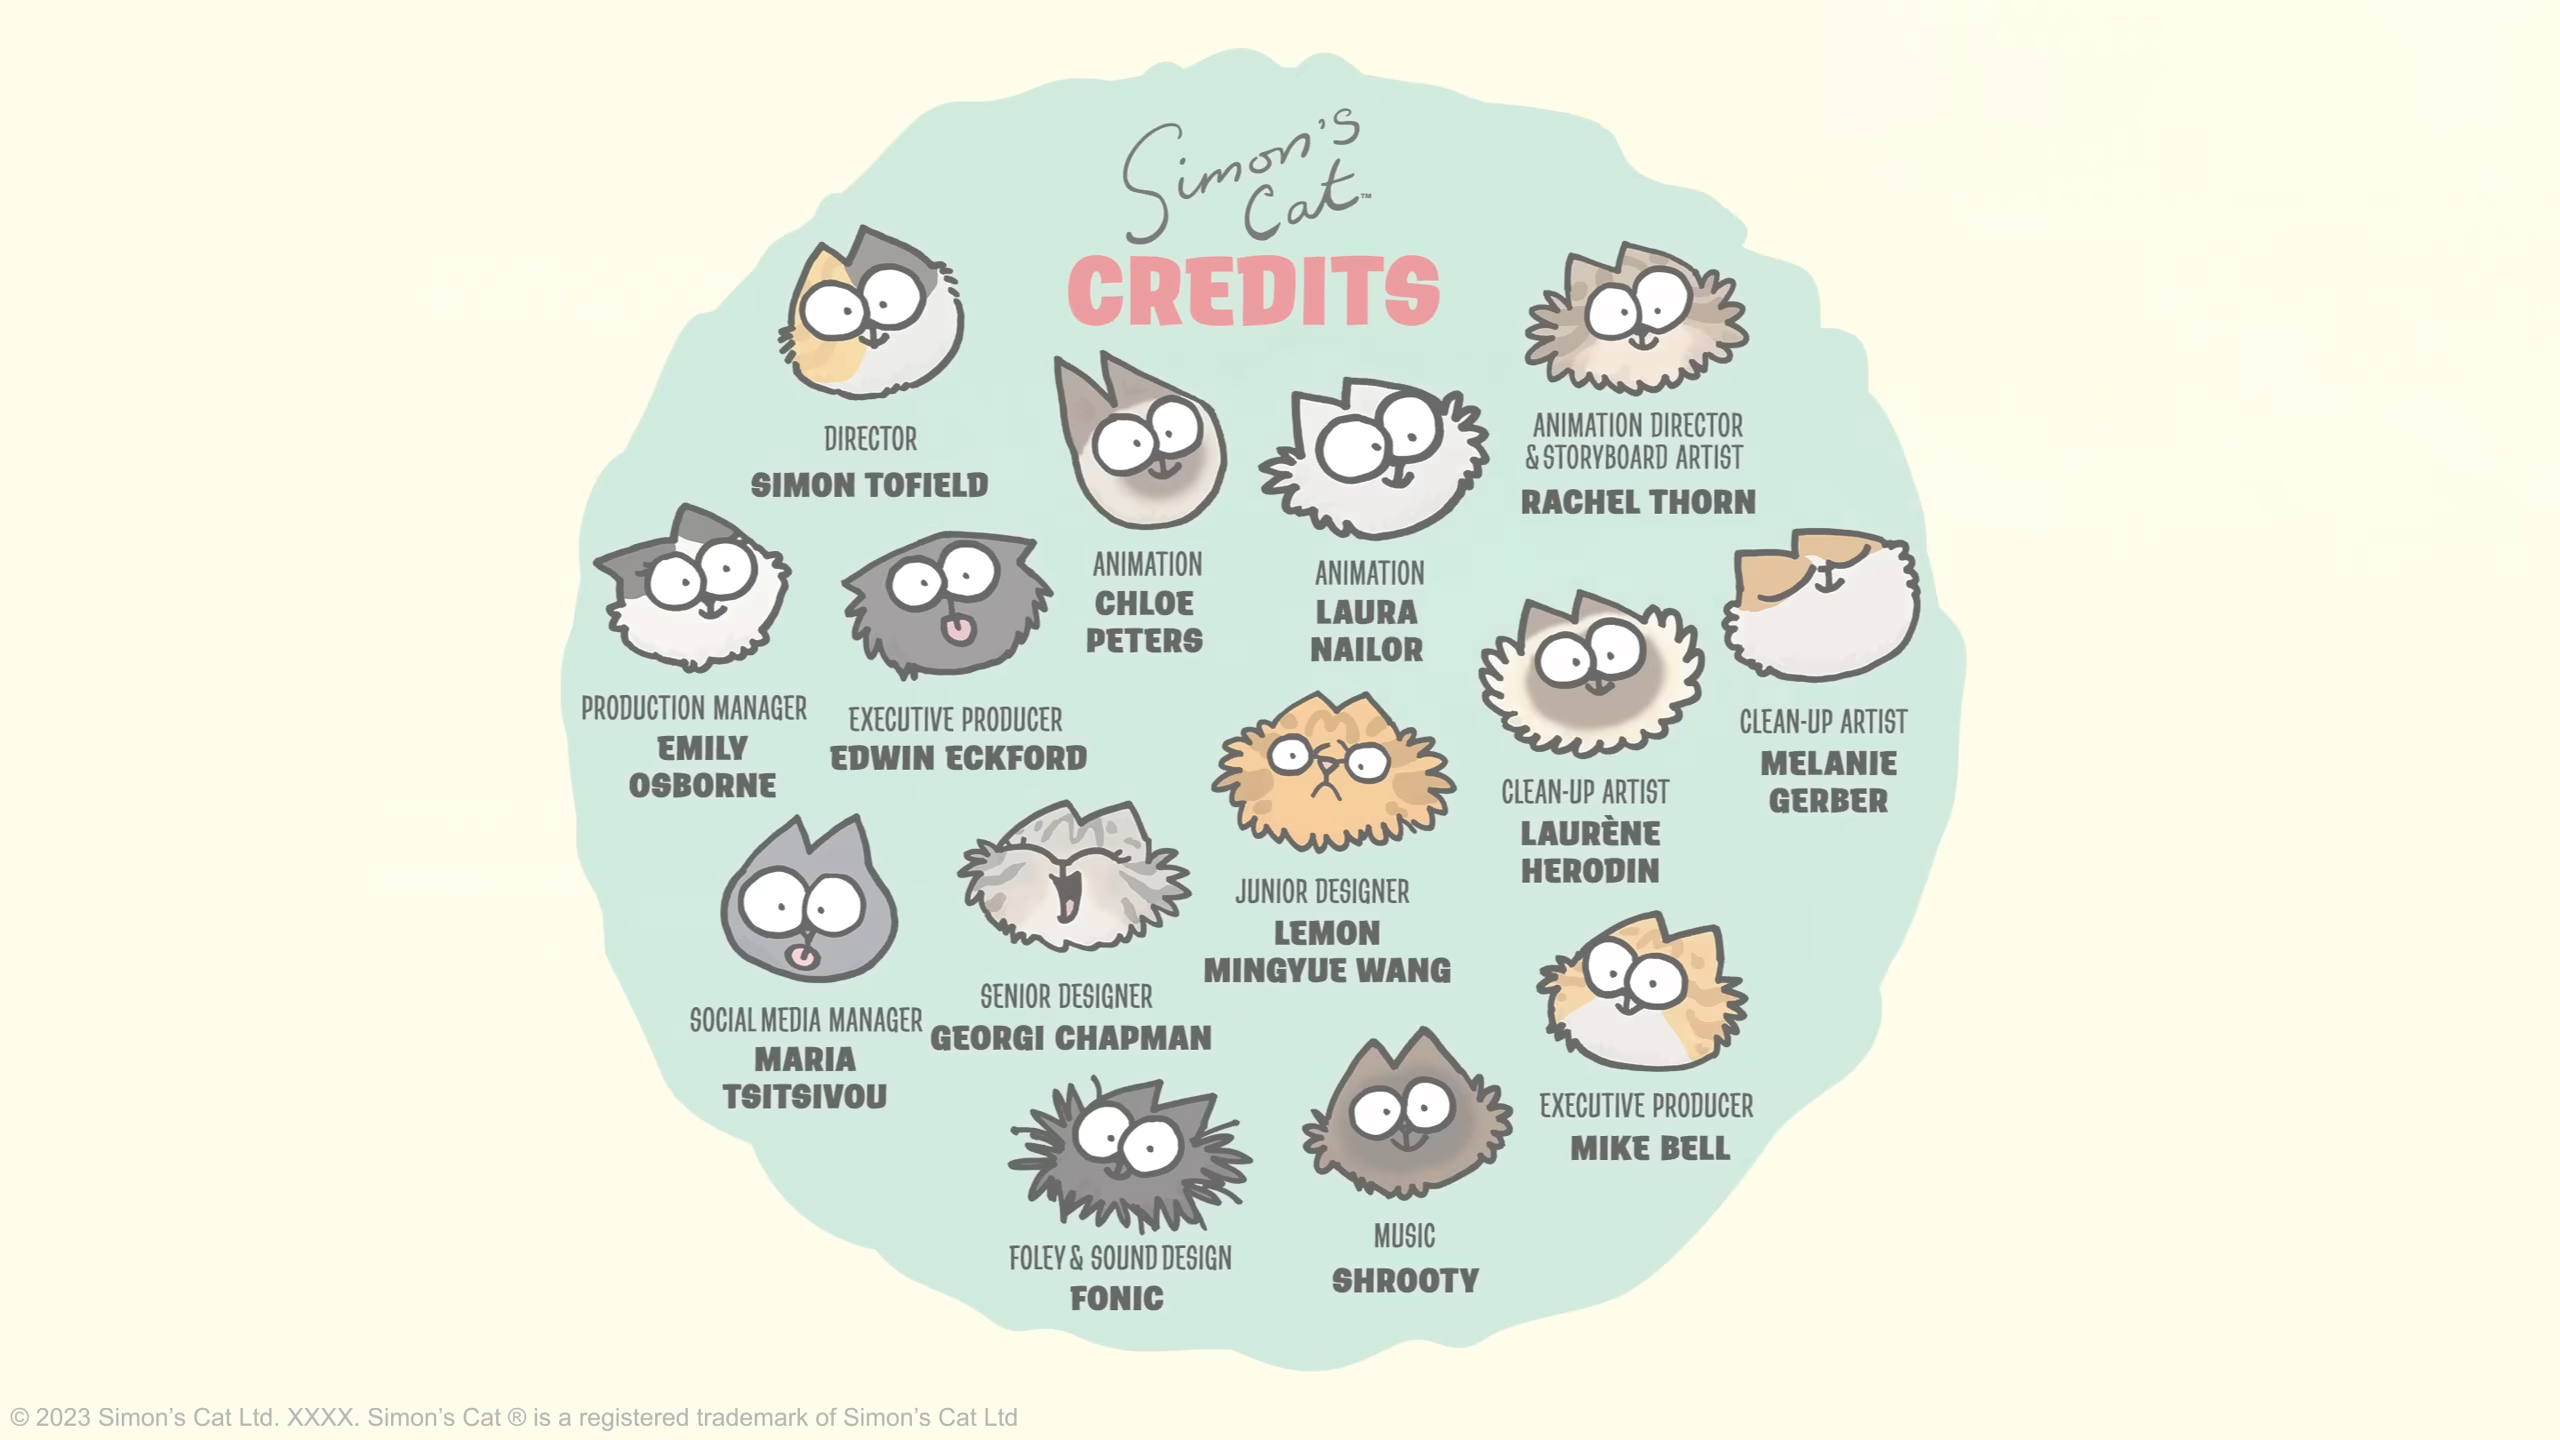 Simon's
Cat™
CREDITS
DIRECTOR
SIMON TOFIELD
ANIMATION DIRECTOR
& STORYBOARD ARTIST
RACHEL THORN
ANIMATION
CHLOE
PETERS
ANIMATION
LAURA
NAILOR
PRODUCTION MANAGER
EMILY
OSBORNE
EXECUTIVE PRODUCER
EDWIN ECKFORD
CLEAN-UP ARTIST
LAURÈNE
HERODIN
CLEAN-UP ARTIST
MELANIE
GERBER
SOCIAL MEDIA MANAGER
MARIA
TSITSIVOU
SENIOR DESIGNER
GEORGI CHAPMAN
JUNIOR DESIGNER
LEMON
MINGYUE WANG
EXECUTIVE PRODUCER
MIKE BELL
FOLEY & SOUND DESIGN
FONIC
MUSIC
SHROOTY
© 2023 Simon's Cat Ltd. XXXX. Simon's Cat ® is a registered trademark of Simon's Cat Ltd